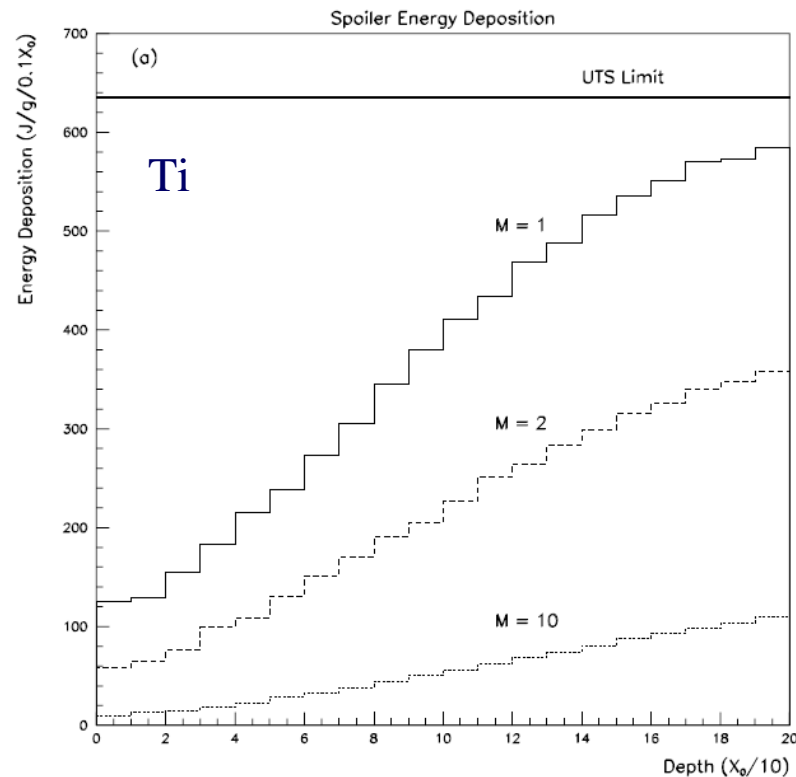 Spoiler Energy Deposition
Energy Deposition (J/g/0.1X₀)
700
600
500
400
300
200
100
0
(a)
UTS Limit
Ti
M = 1
M = 2
M = 10
0 2 4 6 8 10 12 14 16 18 20
Depth (X₀/10)